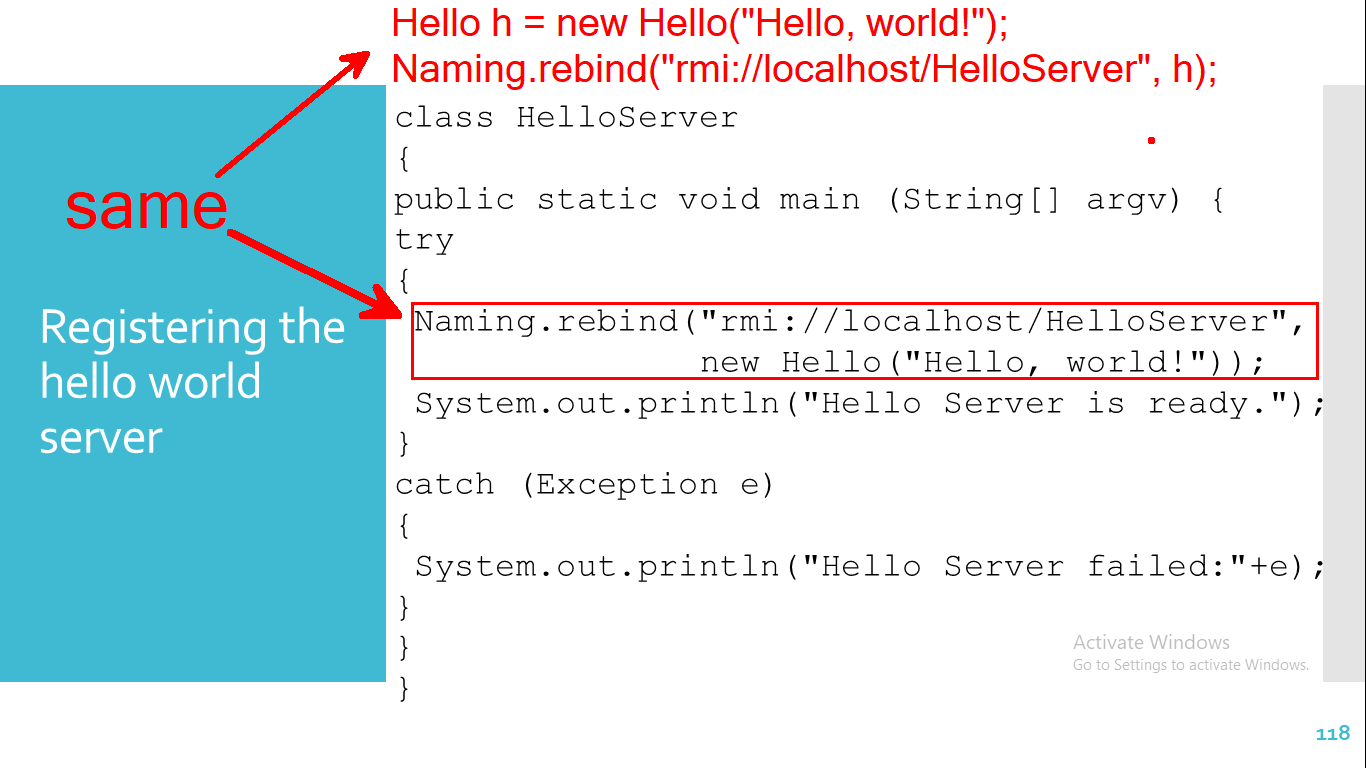 Hello h = new Hello("Hello, world!");
Naming.rebind("rmi://localhost/HelloServer", h);
same
Registering the
hello world
server
class HelloServer
{
public static void main (String[] argv) {
try
{
Naming.rebind("rmi://localhost/HelloServer",
new Hello("Hello, world!"));
System.out.println("Hello Server is ready.");
}
catch (Exception e)
{
System.out.println("Hello Server failed:"+e);
}
}
}
Activate Windows
Go to Settings to activate Windows.
118